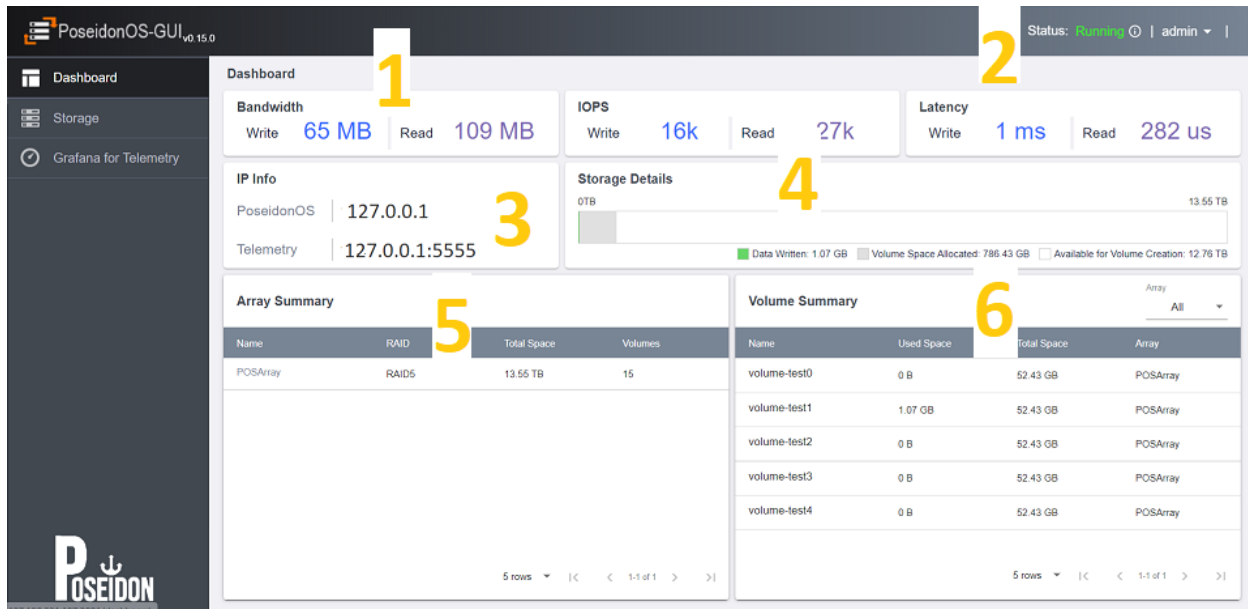 PoseidonOS-GUI v0.15.0
Status: Running | admin |
Dashboard
Storage
Grafana for Telemetry
Dashboard
1
2
Bandwidth
Write 65 MB Read 109 MB
IOPS
Write 16k Read 27k
Latency
Write 1 ms Read 282 us
IP Info
PoseidonOS 127.0.0.1
Telemetry 127.0.0.1:5555
3
Storage Details
4
0TB 13.55 TB
Data Written: 1.07 GB Volume Space Allocated: 786.43 GB Available for Volume Creation: 12.76 TB
Array Summary
5
Name RAID Total Space Volumes
POSArray RAID5 13.55 TB 15
5 rows 1-1 of 1
Volume Summary
6
Array
All
Name Used Space Total Space Array
volume-test0 0 B 52.43 GB POSArray
volume-test1 1.07 GB 52.43 GB POSArray
volume-test2 0 B 52.43 GB POSArray
volume-test3 0 B 52.43 GB POSArray
volume-test4 0 B 52.43 GB POSArray
5 rows 1-1 of 1
POSEIDON